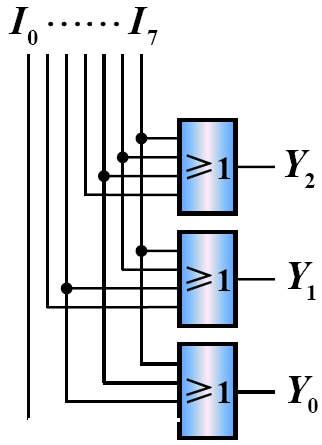 I₀ ······ I₇
≥1 Y₂
≥1 Y₁
≥1 Y₀